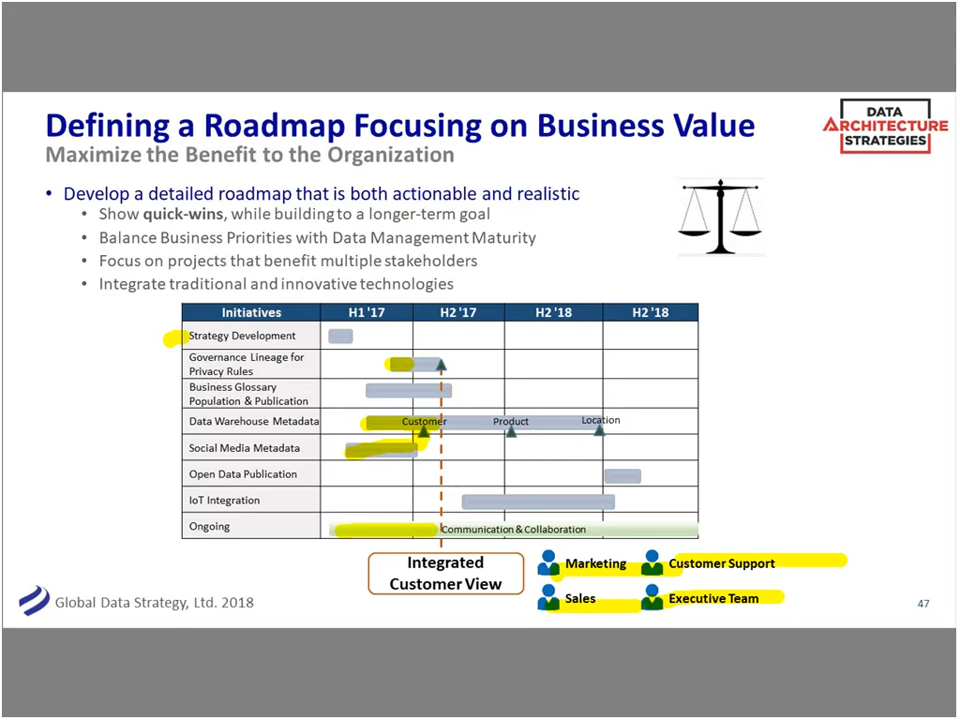 Defining a Roadmap Focusing on Business Value
Maximize the Benefit to the Organization
DATA
ARCHITECTURE
STRATEGIES
• Develop a detailed roadmap that is both actionable and realistic
• Show quick-wins, while building to a longer-term goal
• Balance Business Priorities with Data Management Maturity
• Focus on projects that benefit multiple stakeholders
• Integrate traditional and innovative technologies
Initiatives H1 '17 H2 '17 H2 '18 H2 '18
Strategy Development
Governance Lineage for
Privacy Rules
Business Glossary
Population & Publication
Data Warehouse Metadata Customer Product Location
Social Media Metadata
Open Data Publication
IoT Integration
Ongoing Communication & Collaboration
Integrated
Customer View
Marketing Customer Support
Sales Executive Team
Global Data Strategy, Ltd. 2018
47